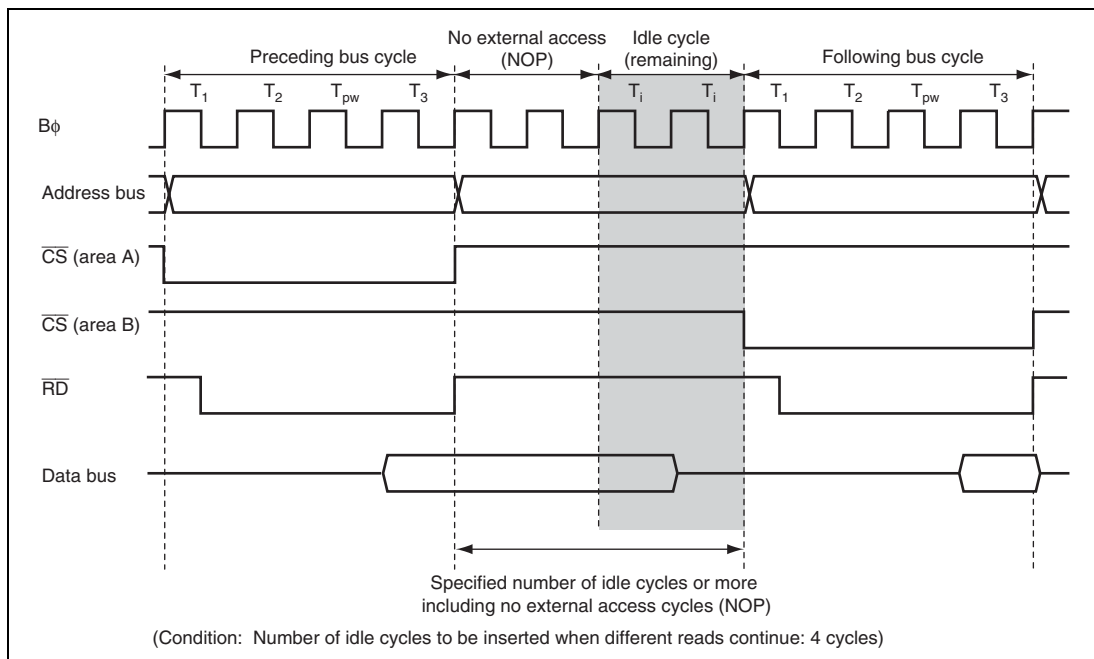 No external access (NOP)
Idle cycle (remaining)
Preceding bus cycle
Following bus cycle
T1 T2 Tpw T3 Ti Ti T1 T2 Tpw T3
Bϕ
Address bus
C̅S̅ (area A)
C̅S̅ (area B)
R̅D̅
Data bus
Specified number of idle cycles or more
including no external access cycles (NOP)
(Condition: Number of idle cycles to be inserted when different reads continue: 4 cycles)